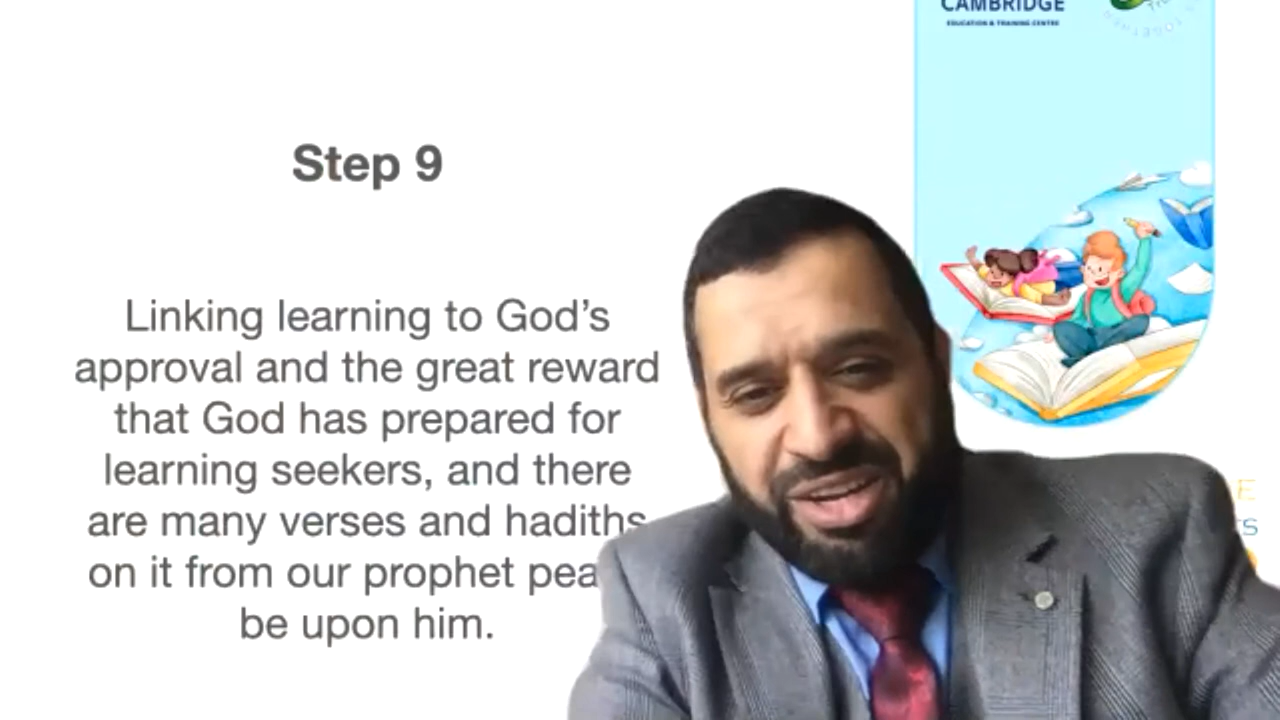 CAMBRIDGE
EDUCATION & TRAINING CENTRE
TOGETHER
Step 9
Linking learning to God’s
approval and the great reward
that God has prepared for
learning seekers, and there
are many verses and hadiths
on it from our prophet
be upon him.